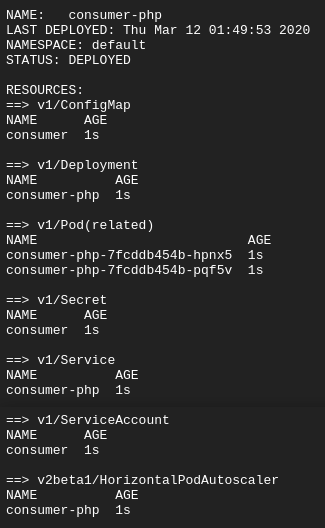 NAME:   consumer-php
LAST DEPLOYED: Thu Mar 12 01:49:53 2020
NAMESPACE: default
STATUS: DEPLOYED

RESOURCES:
==> v1/ConfigMap
NAME      AGE
consumer  1s

==> v1/Deployment
NAME          AGE
consumer-php  1s

==> v1/Pod(related)
NAME                           AGE
consumer-php-7fcddb454b-hpnx5  1s
consumer-php-7fcddb454b-pqf5v  1s

==> v1/Secret
NAME      AGE
consumer  1s

==> v1/Service
NAME          AGE
consumer-php  1s

==> v1/ServiceAccount
NAME      AGE
consumer  1s

==> v2beta1/HorizontalPodAutoscaler
NAME          AGE
consumer-php  1s